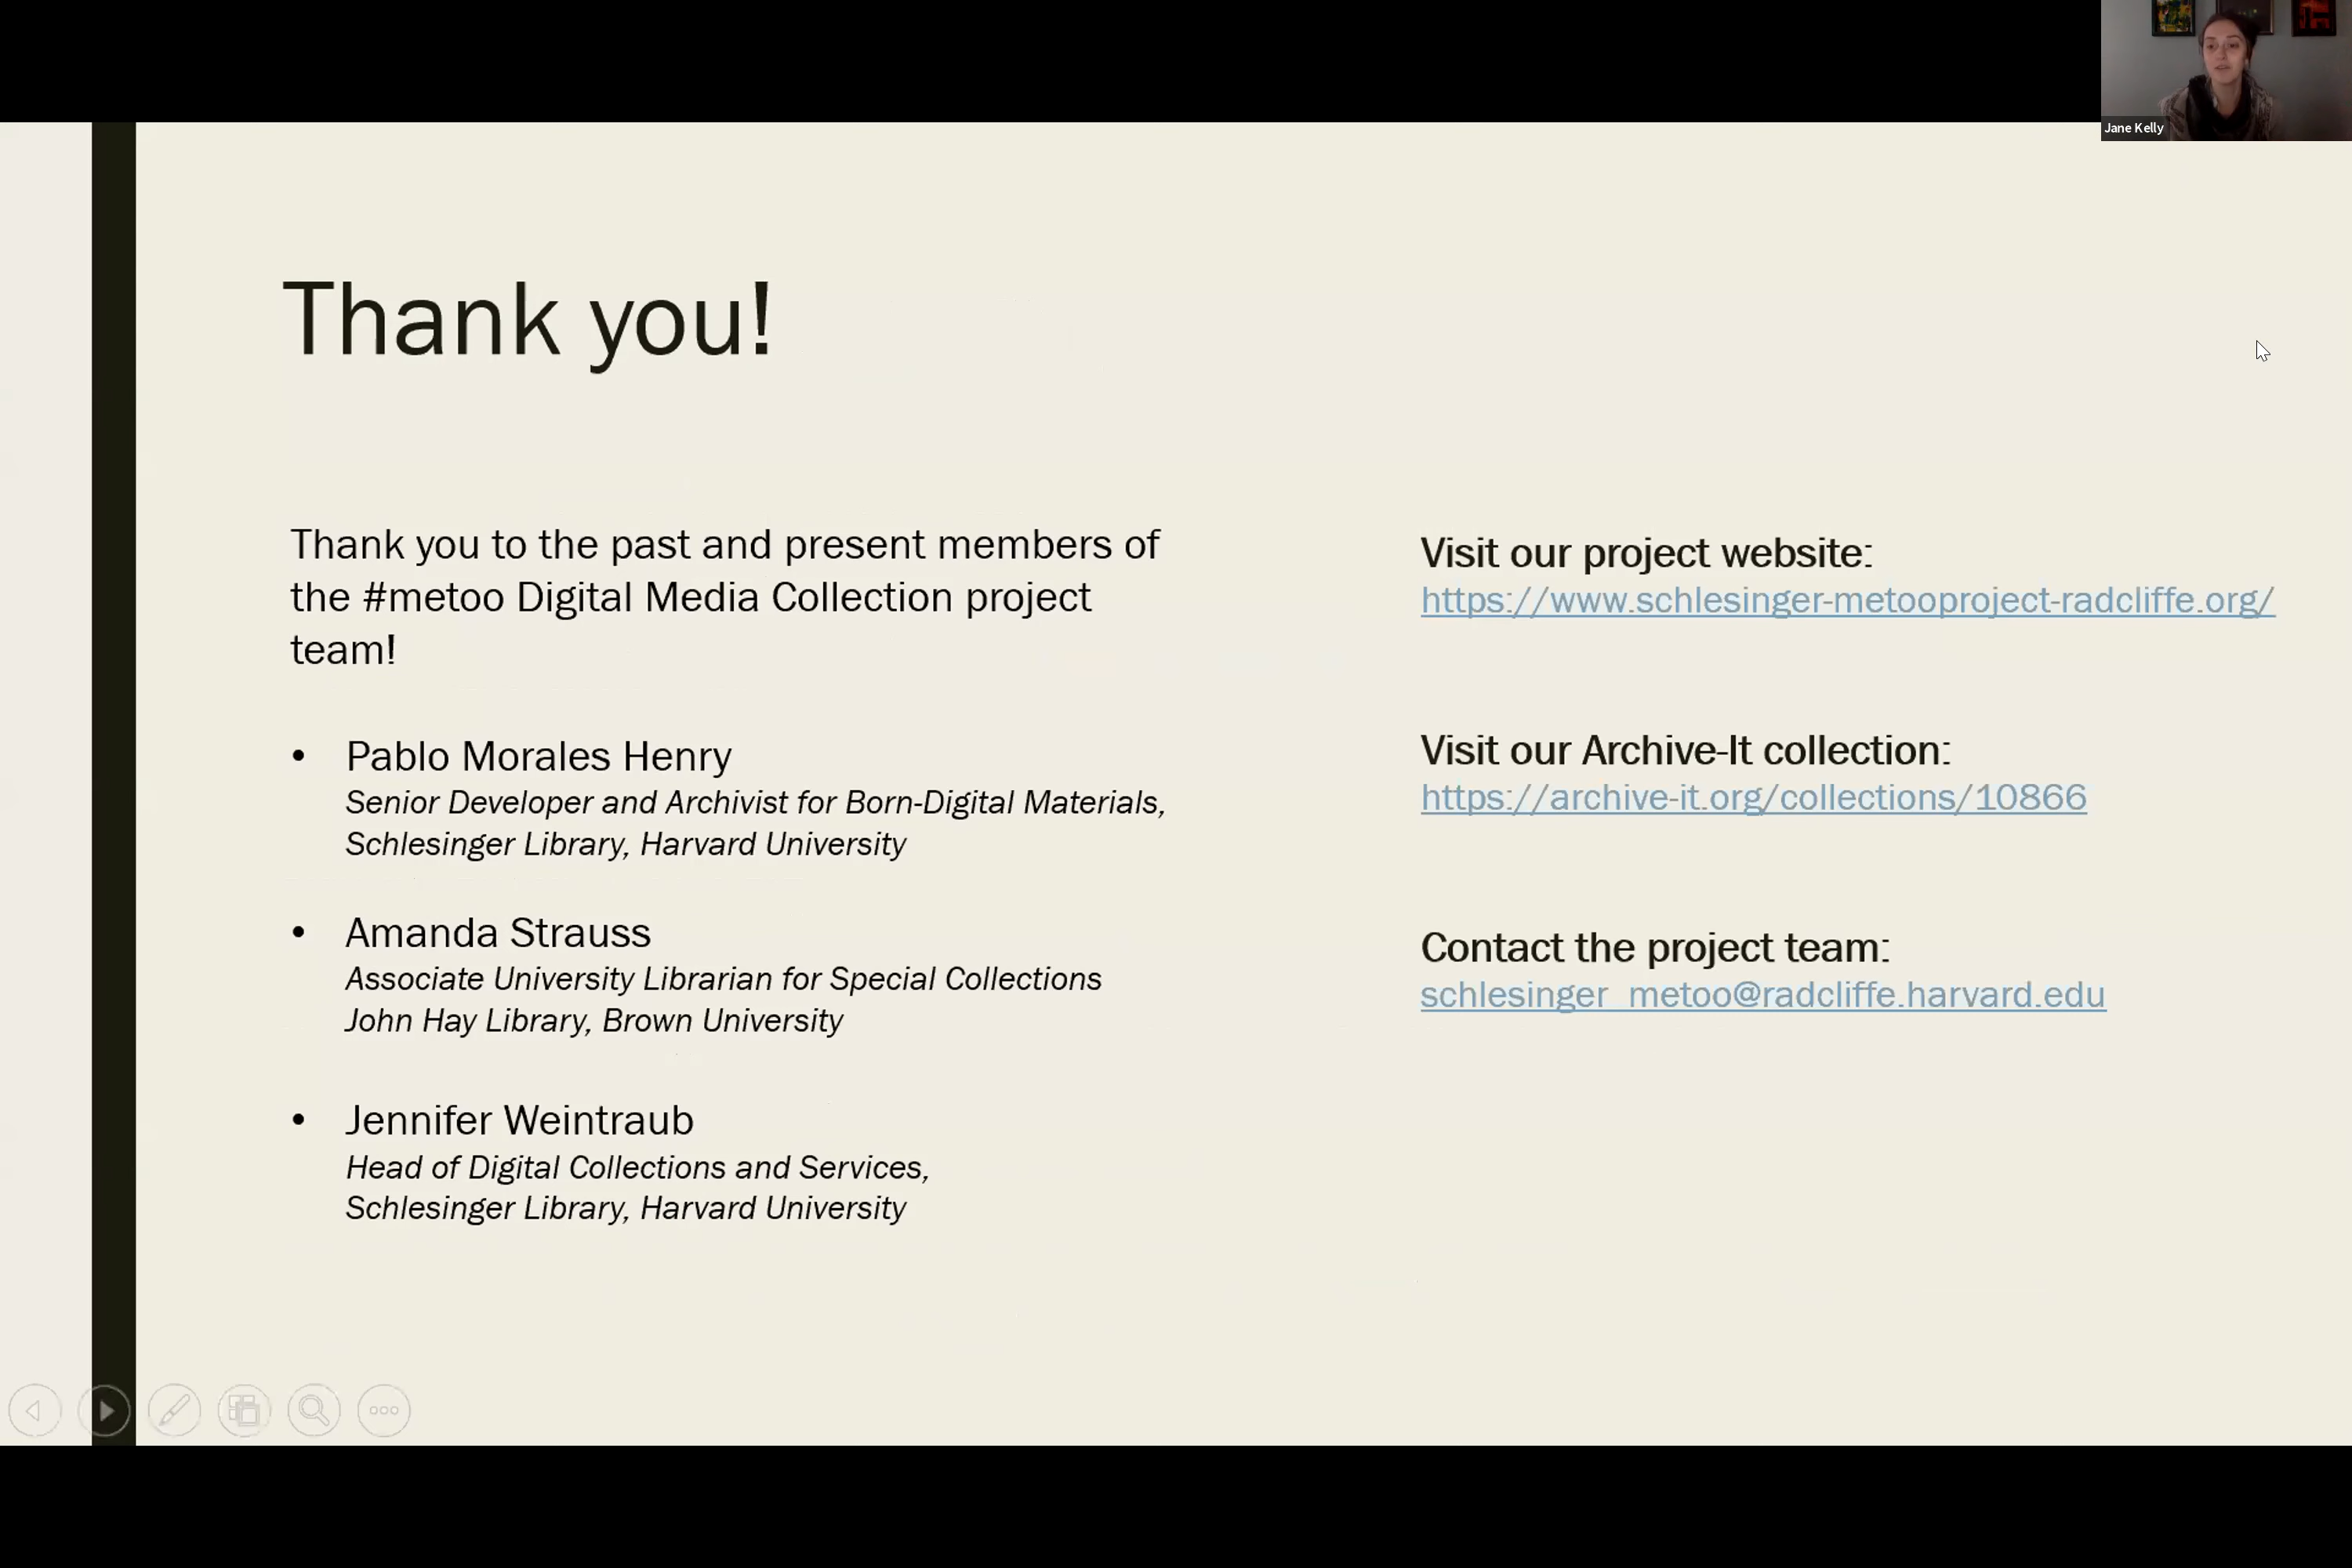 Jane Kelly
Thank you!
Thank you to the past and present members of
the #metoo Digital Media Collection project
team!
• Pablo Morales Henry
Senior Developer and Archivist for Born-Digital Materials,
Schlesinger Library, Harvard University
• Amanda Strauss
Associate University Librarian for Special Collections
John Hay Library, Brown University
• Jennifer Weintraub
Head of Digital Collections and Services,
Schlesinger Library, Harvard University
Visit our project website:
https://www.schlesinger-metooproject-radcliffe.org/
Visit our Archive-It collection:
https://archive-it.org/collections/10866
Contact the project team:
schlesinger_metoo@radcliffe.harvard.edu